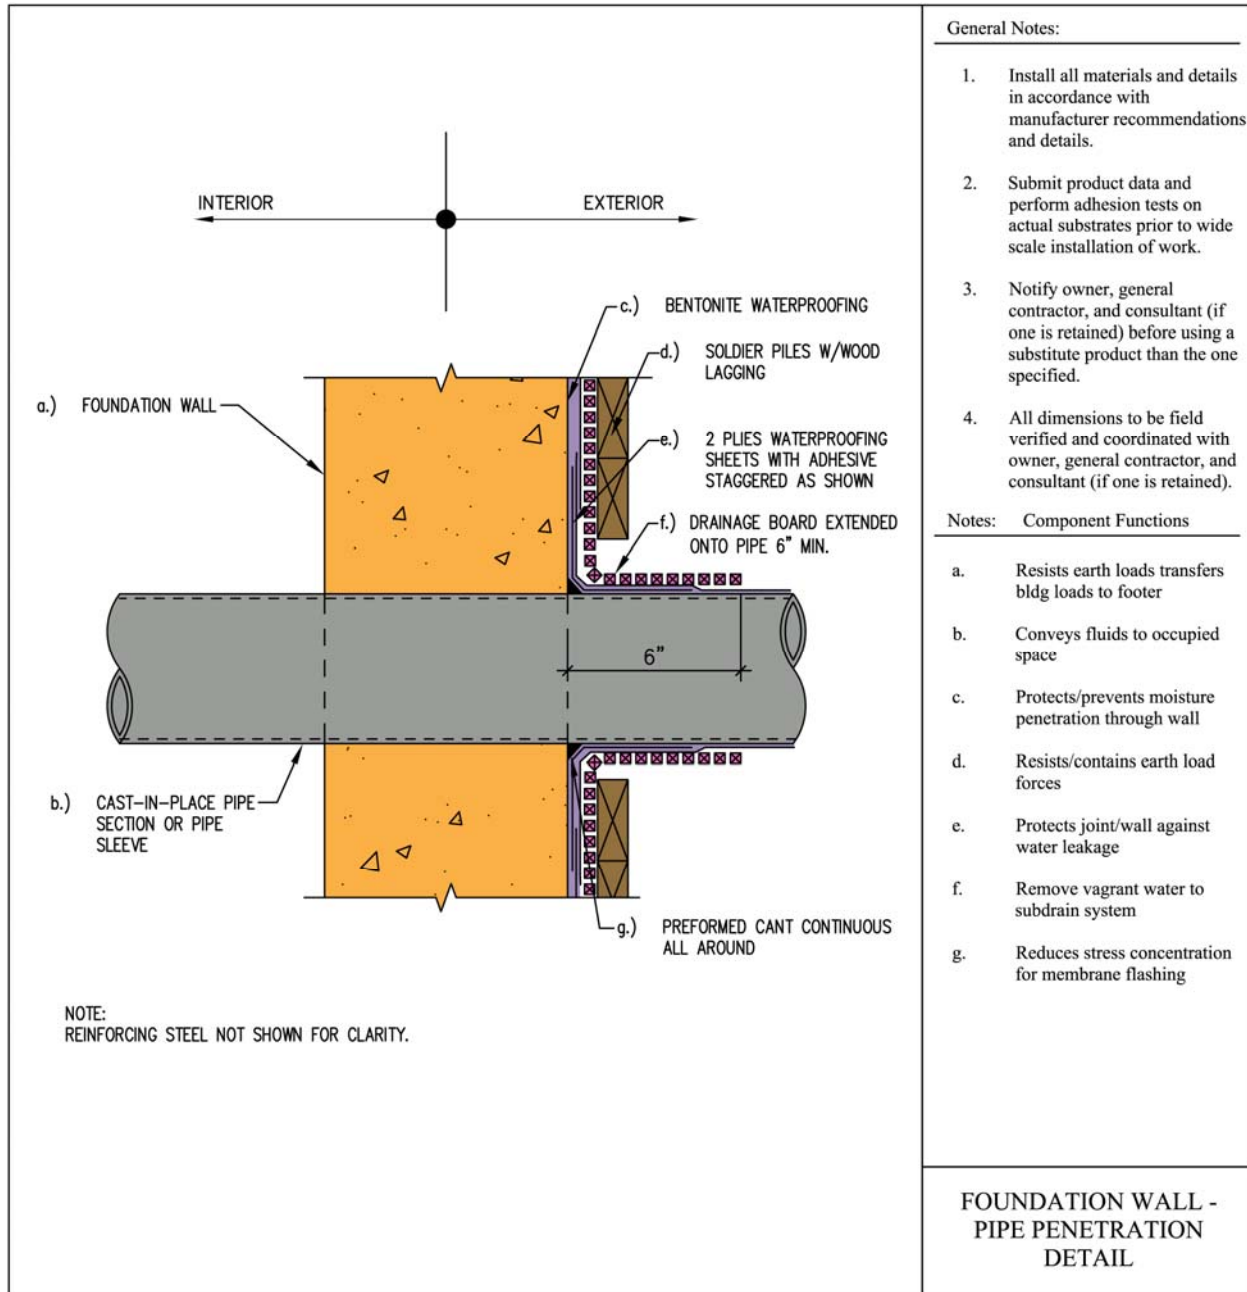 INTERIOR
EXTERIOR
c.) BENTONITE WATERPROOFING
d.) SOLDIER PILES W/WOOD
LAGGING
a.) FOUNDATION WALL
e.) 2 PLIES WATERPROOFING
SHEETS WITH ADHESIVE
STAGGERED AS SHOWN
f.) DRAINAGE BOARD EXTENDED
ONTO PIPE 6" MIN.
6"
b.) CAST-IN-PLACE PIPE
SECTION OR PIPE
SLEEVE
g.) PREFORMED CANT CONTINUOUS
ALL AROUND
NOTE:
REINFORCING STEEL NOT SHOWN FOR CLARITY.
General Notes:
1. Install all materials and details
in accordance with
manufacturer recommendations
and details.
2. Submit product data and
perform adhesion tests on
actual substrates prior to wide
scale installation of work.
3. Notify owner, general
contractor, and consultant (if
one is retained) before using a
substitute product than the one
specified.
4. All dimensions to be field
verified and coordinated with
owner, general contractor, and
consultant (if one is retained).
Notes: Component Functions
a. Resists earth loads transfers
bldg loads to footer
b. Conveys fluids to occupied
space
c. Protects/prevents moisture
penetration through wall
d. Resists/contains earth load
forces
e. Protects joint/wall against
water leakage
f. Remove vagrant water to
subdrain system
g. Reduces stress concentration
for membrane flashing
FOUNDATION WALL -
PIPE PENETRATION
DETAIL